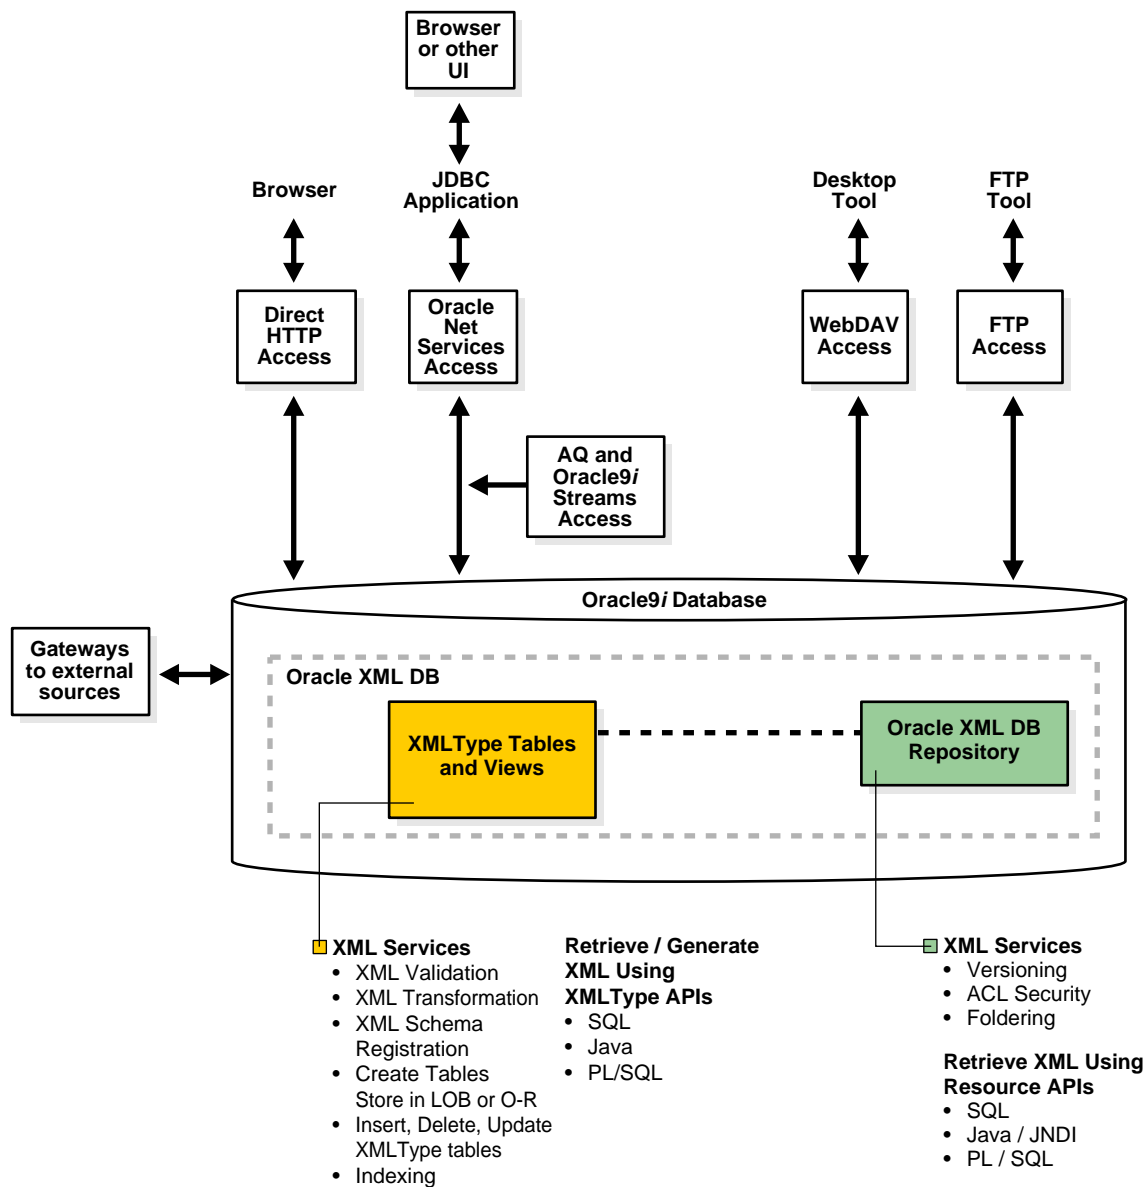 Browser
or other
UI
Browser
JDBC
Application
Desktop
Tool
FTP
Tool
Direct
HTTP
Access
Oracle
Net
Services
Access
WebDAV
Access
FTP
Access
AQ and
Oracle9i
Streams
Access
Oracle9i Database
Gateways
to external
sources
Oracle XML DB
XMLType Tables
and Views
Oracle XML DB
Repository
XML Services
• XML Validation
• XML Transformation
• XML Schema
Registration
• Create Tables
Store in LOB or O-R
• Insert, Delete, Update
XMLType tables
• Indexing
Retrieve / Generate
XML Using
XMLType APIs
• SQL
• Java
• PL/SQL
XML Services
• Versioning
• ACL Security
• Foldering
Retrieve XML Using
Resource APIs
• SQL
• Java / JNDI
• PL / SQL